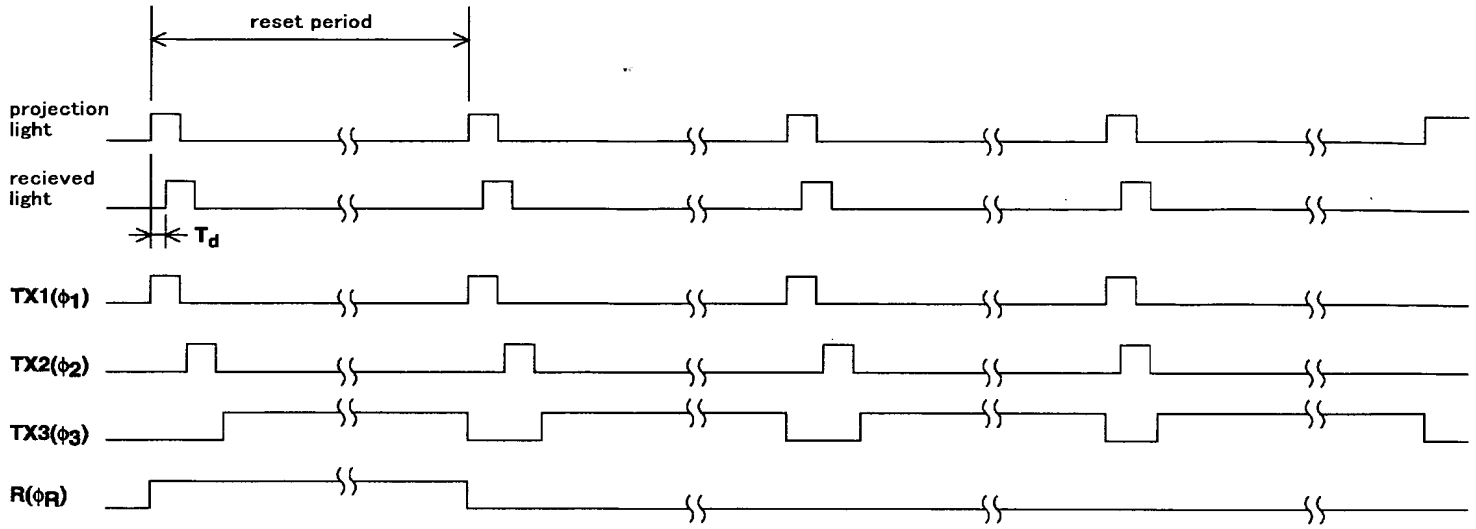 reset period
projection
light
recieved
light
Td
TX1(ϕ1)
TX2(ϕ2)
TX3(ϕ3)
R(ϕR)